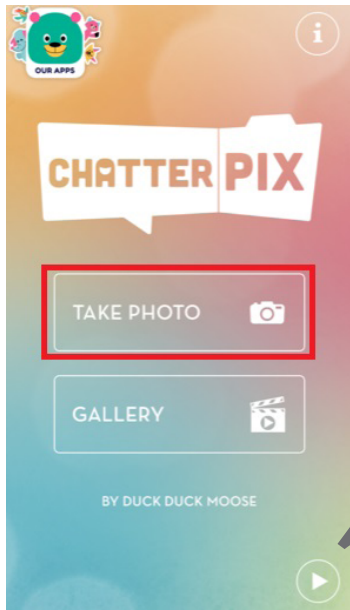 OUR APPS
i
CHATTER PIX
TAKE PHOTO
GALLERY
BY DUCK DUCK MOOSE